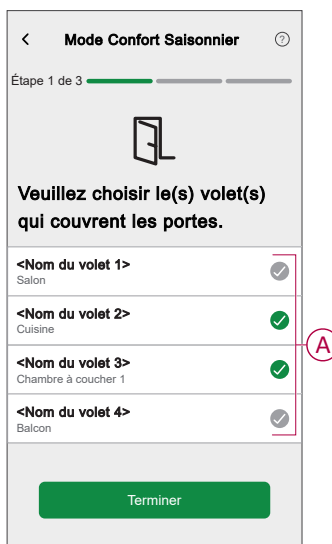 Mode Confort Saisonnier ?
Étape 1 de 3
Veuillez choisir le(s) volet(s)
qui couvrent les portes.
<Nom du volet 1>
Salon
<Nom du volet 2>
Cuisine
<Nom du volet 3>
Chambre à coucher 1
<Nom du volet 4>
Balcon
A
Terminer